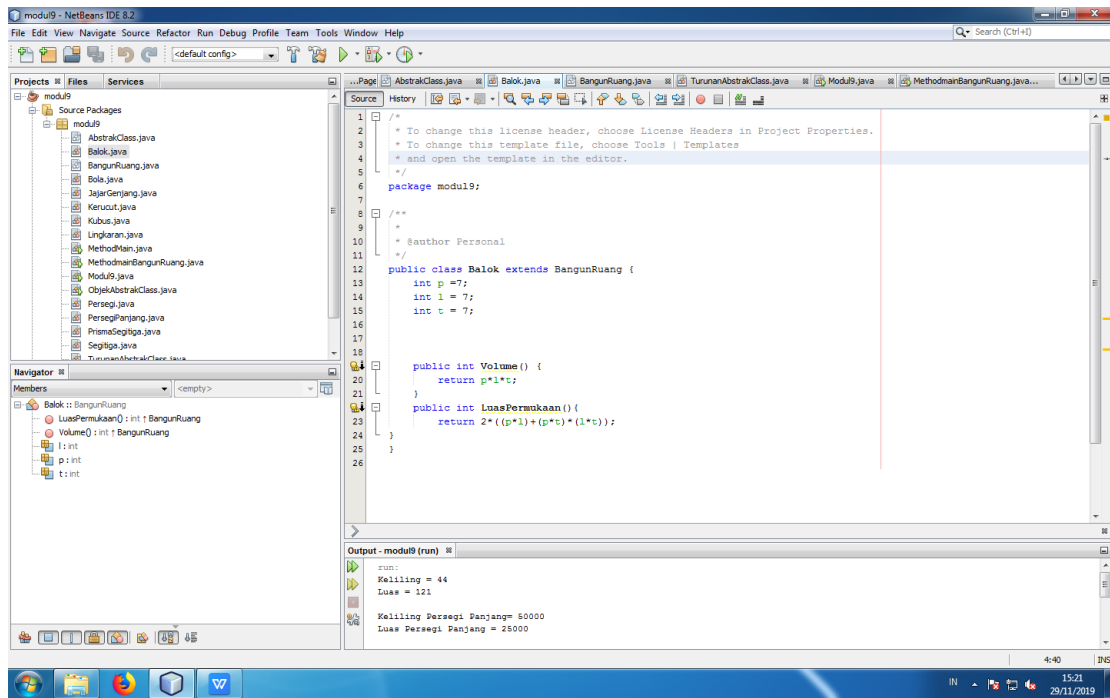 modul9 - NetBeans IDE 8.2
File Edit View Navigate Source Refactor Run Debug Profile Team Tools Window Help
Search (Ctrl+I)
<default config>
Projects Files Services
...Page AbstrakClass.java Balok.java BangunRuang.java TurunanAbstrakClass.java Modul9.java MethodmainBangunRuang.java...
Source History
modul9
Source Packages
modul9
AbstrakClass.java
Balok.java
BangunRuang.java
Bola.java
JajarGenjang.java
Kerucut.java
Kubus.java
Lingkaran.java
MethodMain.java
MethodmainBangunRuang.java
Modul9.java
ObjekAbstrakClass.java
Persegi.java
PersegiPanjang.java
PrismaSegitiga.java
Segitiga.java
TurunanAbstrakClass.java
Navigator
Members <empty>
Balok :: BangunRuang
LuasPermukaan() : int ↑ BangunRuang
Volume() : int ↑ BangunRuang
l : int
p : int
t : int
1 /*
2 * To change this license header, choose License Headers in Project Properties.
3 * To change this template file, choose Tools | Templates
4 * and open the template in the editor.
5 */
6 package modul9;
7
8 /**
9 *
10 * @author Personal
11 */
12 public class Balok extends BangunRuang {
13 int p =7;
14 int l = 7;
15 int t = 7;
16
17
18
public int Volume() {
20 return p*l*t;
21 }
public int LuasPermukaan(){
23 return 2*((p*l)+(p*t)*(l*t));
24 }
25 }
26
Output - modul9 (run)
run:
Keliling = 44
Luas = 121
Keliling Persegi Panjang= 50000
Luas Persegi Panjang = 25000
4:40 INS
IN
15:21
29/11/2019